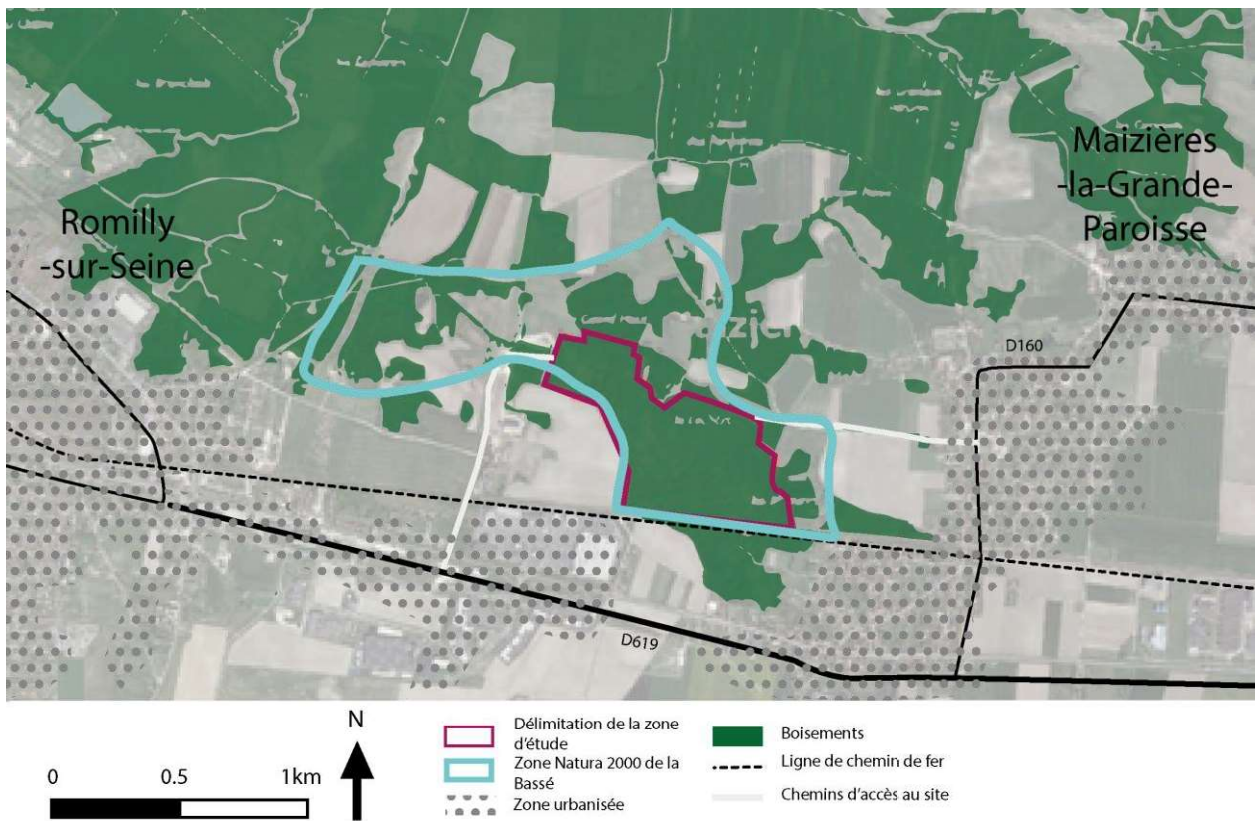 Romilly
-sur-Seine
Maizières
-la-Grande-
Paroisse
D160
D619
N
0 0.5 1km
Délimitation de la zone
d'étude
Zone Natura 2000 de la
Bassé
Zone urbanisée
Boisements
Ligne de chemin de fer
Chemins d'accès au site